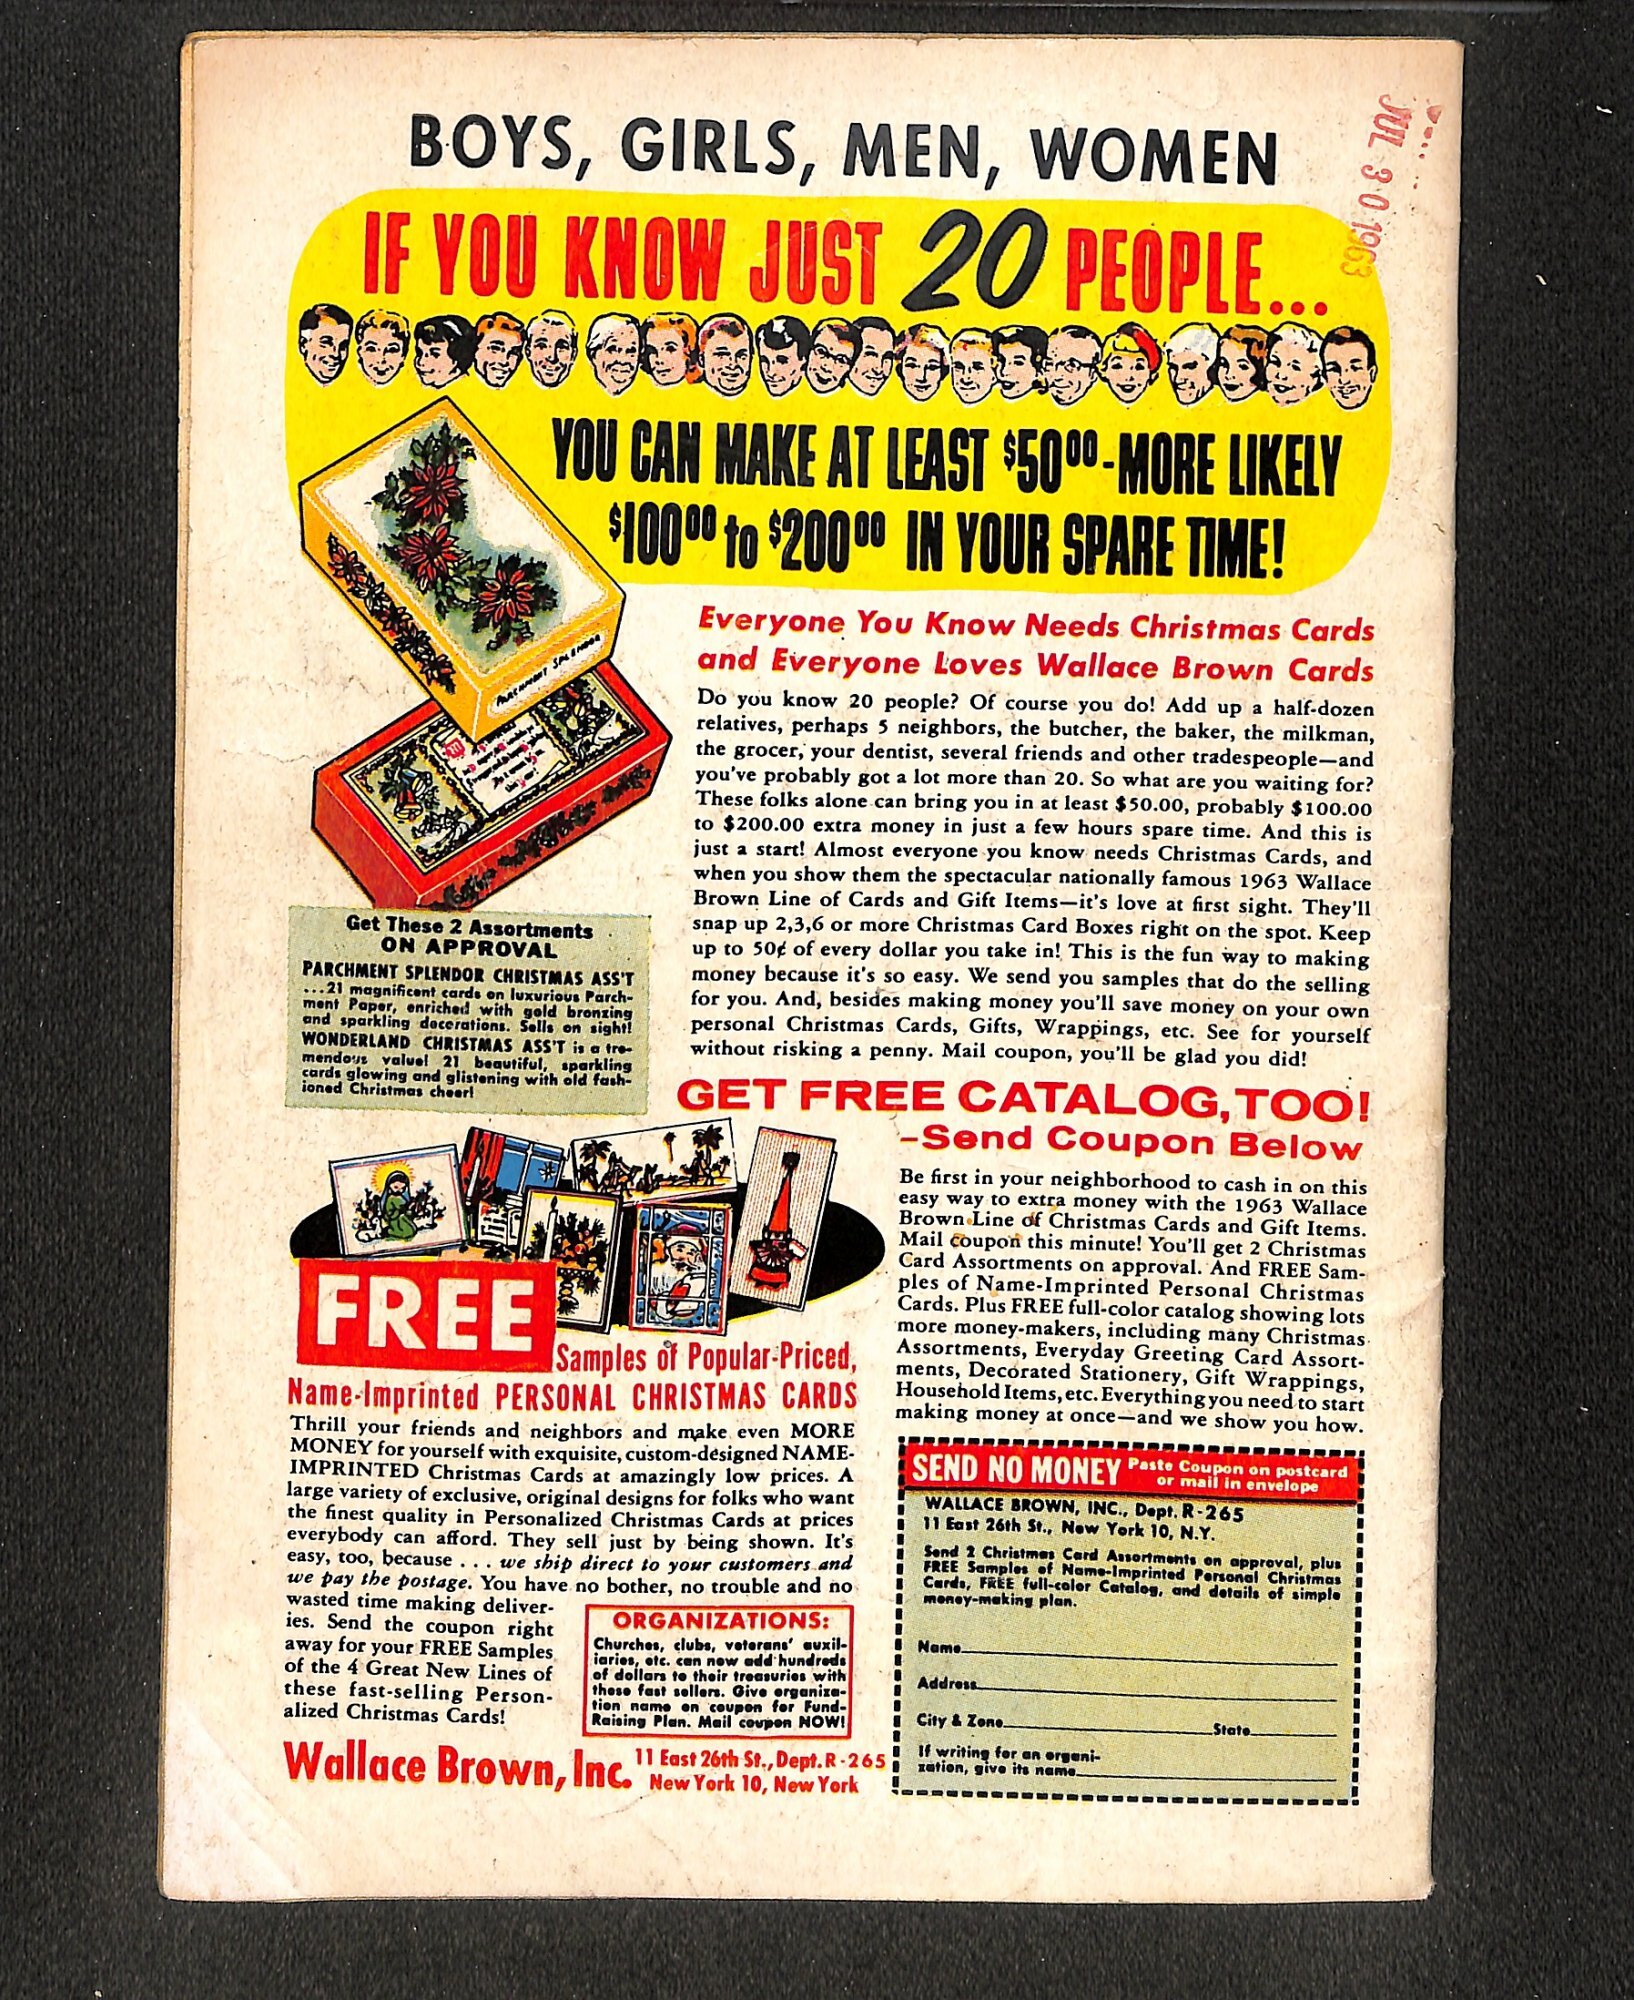 BOYS, GIRLS, MEN, WOMEN
JUL 30 1963
IF YOU KNOW JUST 20 PEOPLE...
YOU CAN MAKE AT LEAST $5000-MORE LIKELY
$10000 to $20000 IN YOUR SPARE TIME!
PARCHMENT SPLENDOR
Everyone You Know Needs Christmas Cards
and Everyone Loves Wallace Brown Cards
Do you know 20 people? Of course you do! Add up a half-dozen
relatives, perhaps 5 neighbors, the butcher, the baker, the milkman,
the grocer, your dentist, several friends and other tradespeople—and
you've probably got a lot more than 20. So what are you waiting for?
These folks alone can bring you in at least $50.00, probably $100.00
to $200.00 extra money in just a few hours spare time. And this is
just a start! Almost everyone you know needs Christmas Cards, and
when you show them the spectacular nationally famous 1963 Wallace
Brown Line of Cards and Gift Items—it's love at first sight. They'll
snap up 2,3,6 or more Christmas Card Boxes right on the spot. Keep
up to 50¢ of every dollar you take in! This is the fun way to making
money because it's so easy. We send you samples that do the selling
for you. And, besides making money you'll save money on your own
personal Christmas Cards, Gifts, Wrappings, etc. See for yourself
without risking a penny. Mail coupon, you'll be glad you did!
Get These 2 Assortments
ON APPROVAL
PARCHMENT SPLENDOR CHRISTMAS ASS'T
...21 magnificent cards on luxurious Parch-
ment Paper, enriched with gold bronzing
and sparkling decorations. Sells on sight!
WONDERLAND CHRISTMAS ASS'T is a tre-
mendous value! 21 beautiful, sparkling
cards glowing and glistening with old fash-
ioned Christmas cheer!
GET FREE CATALOG, TOO!
-Send Coupon Below
Be first in your neighborhood to cash in on this
easy way to extra money with the 1963 Wallace
Brown Line of Christmas Cards and Gift Items.
Mail coupon this minute! You'll get 2 Christmas
Card Assortments on approval. And FREE Sam-
ples of Name-Imprinted Personal Christmas
Cards. Plus FREE full-color catalog showing lots
more money-makers, including many Christmas
Assortments, Everyday Greeting Card Assort-
ments, Decorated Stationery, Gift Wrappings,
Household Items, etc. Everything you need to start
making money at once—and we show you how.
FREE
Samples of Popular-Priced,
Name-Imprinted PERSONAL CHRISTMAS CARDS
Thrill your friends and neighbors and make even MORE
MONEY for yourself with exquisite, custom-designed NAME-
IMPRINTED Christmas Cards at amazingly low prices. A
large variety of exclusive, original designs for folks who want
the finest quality in Personalized Christmas Cards at prices
everybody can afford. They sell just by being shown. It's
easy, too, because . . . we ship direct to your customers and
we pay the postage. You have no bother, no trouble and no
wasted time making deliver-
ies. Send the coupon right
away for your FREE Samples
of the 4 Great New Lines of
these fast-selling Person-
alized Christmas Cards!
ORGANIZATIONS:
Churches, clubs, veterans' auxil-
iaries, etc. can now add hundreds
of dollars to their treasuries with
these fast sellers. Give organiza-
tion name on coupon for Fund-
Raising Plan. Mail coupon NOW!
Wallace Brown, Inc. 11 East 26th St., Dept. R-265
New York 10, New York
SEND NO MONEY Paste Coupon on postcard
or mail in envelope
WALLACE BROWN, INC., Dept. R-265
11 East 26th St., New York 10, N.Y.
Send 2 Christmas Card Assortments on approval, plus
FREE Samples of Name-Imprinted Personal Christmas
Cards, FREE full-color Catalog, and details of simple
money-making plan.
Name
Address
City & Zone State
If writing for an organi-
zation, give its name